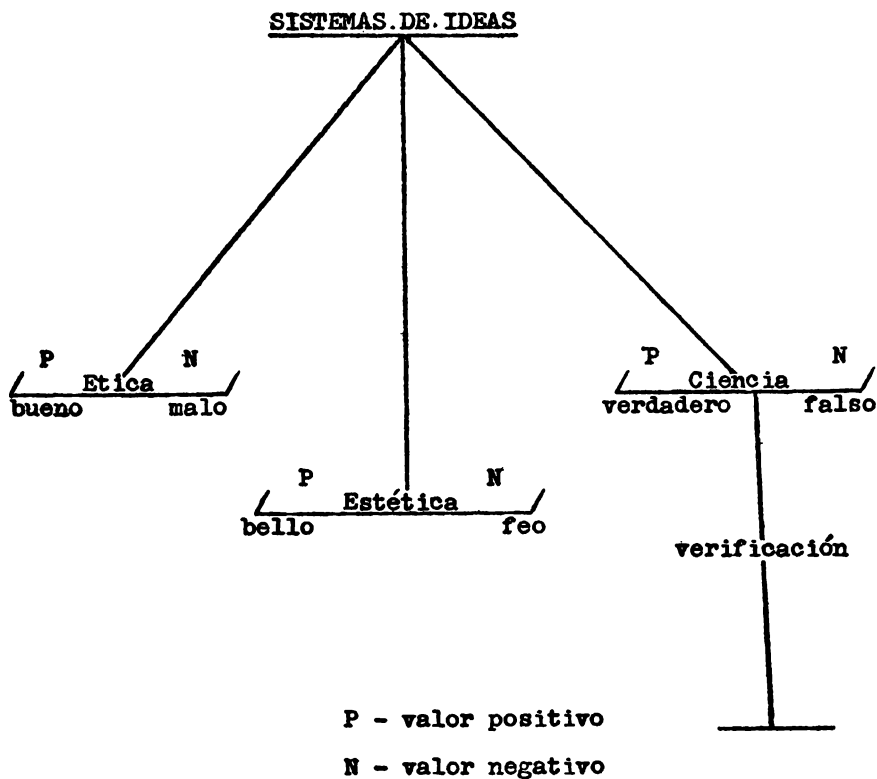 SISTEMAS.DE.IDEAS
P N
Etica
bueno malo
P N
Ciencia
verdadero falso
P N
Estética
bello feo
verificación
P - valor positivo
N - valor negativo